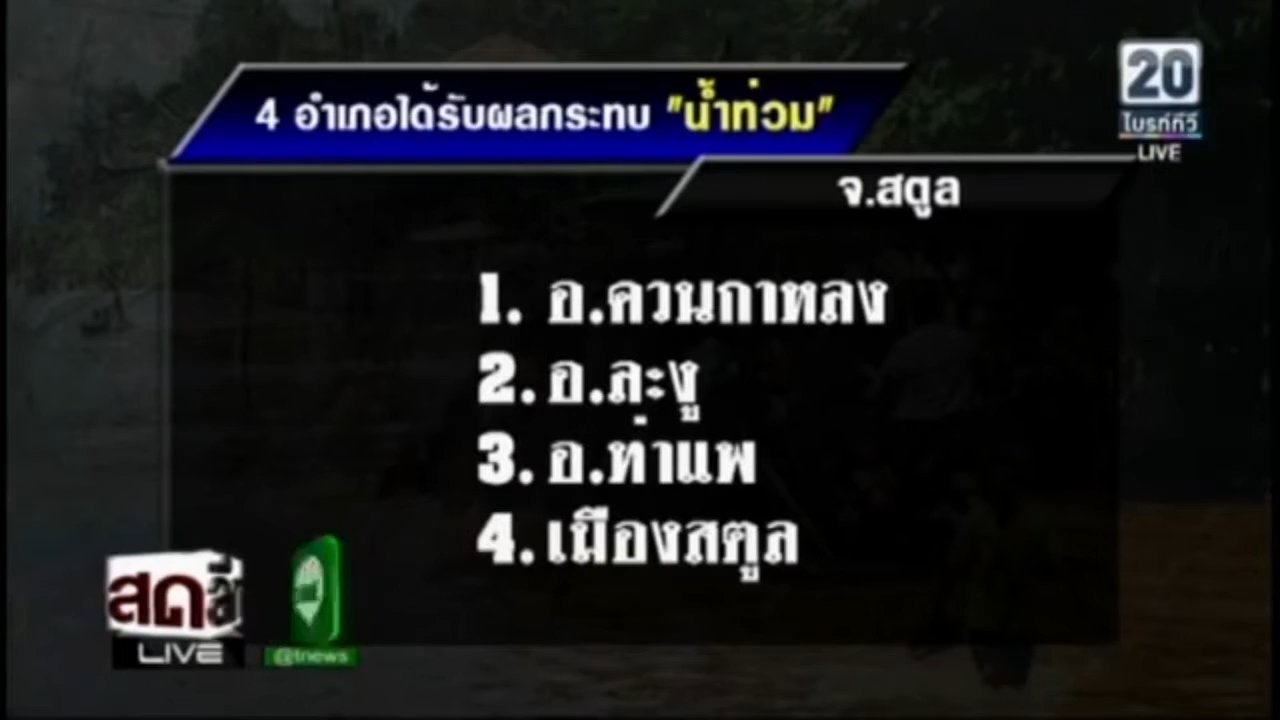 4 อำเภอได้รับผลกระทบ "น้ำท่วม"
20
ไบรท์ทีวี
LIVE
จ.สตูล
1. อ.ควนกาหลง
2. อ.ละงู
3. อ.ท่าแพ
4. เมืองสตูล
สด
LIVE
@tnews